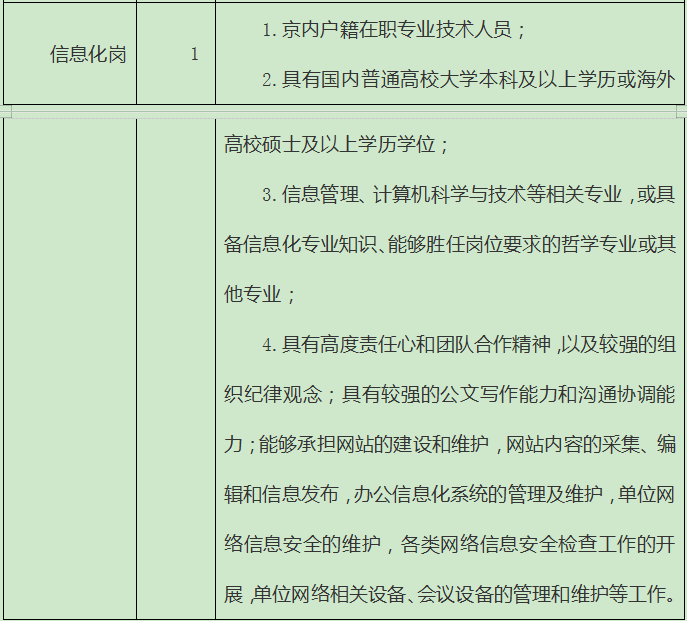 1.京内户籍在职专业技术人员；
信息化岗 1
2.具有国内普通高校大学本科及以上学历或海外
高校硕士及以上学历学位；
3.信息管理、计算机科学与技术等相关专业,或具
备信息化专业知识、能够胜任岗位要求的哲学专业或其
他专业；
4.具有高度责任心和团队合作精神,以及较强的组
织纪律观念；具有较强的公文写作能力和沟通协调能
力；能够承担网站的建设和维护,网站内容的采集、编
辑和信息发布,办公信息化系统的管理及维护,单位网
络信息安全的维护,各类网络信息安全检查工作的开
展,单位网络相关设备、会议设备的管理和维护等工作。